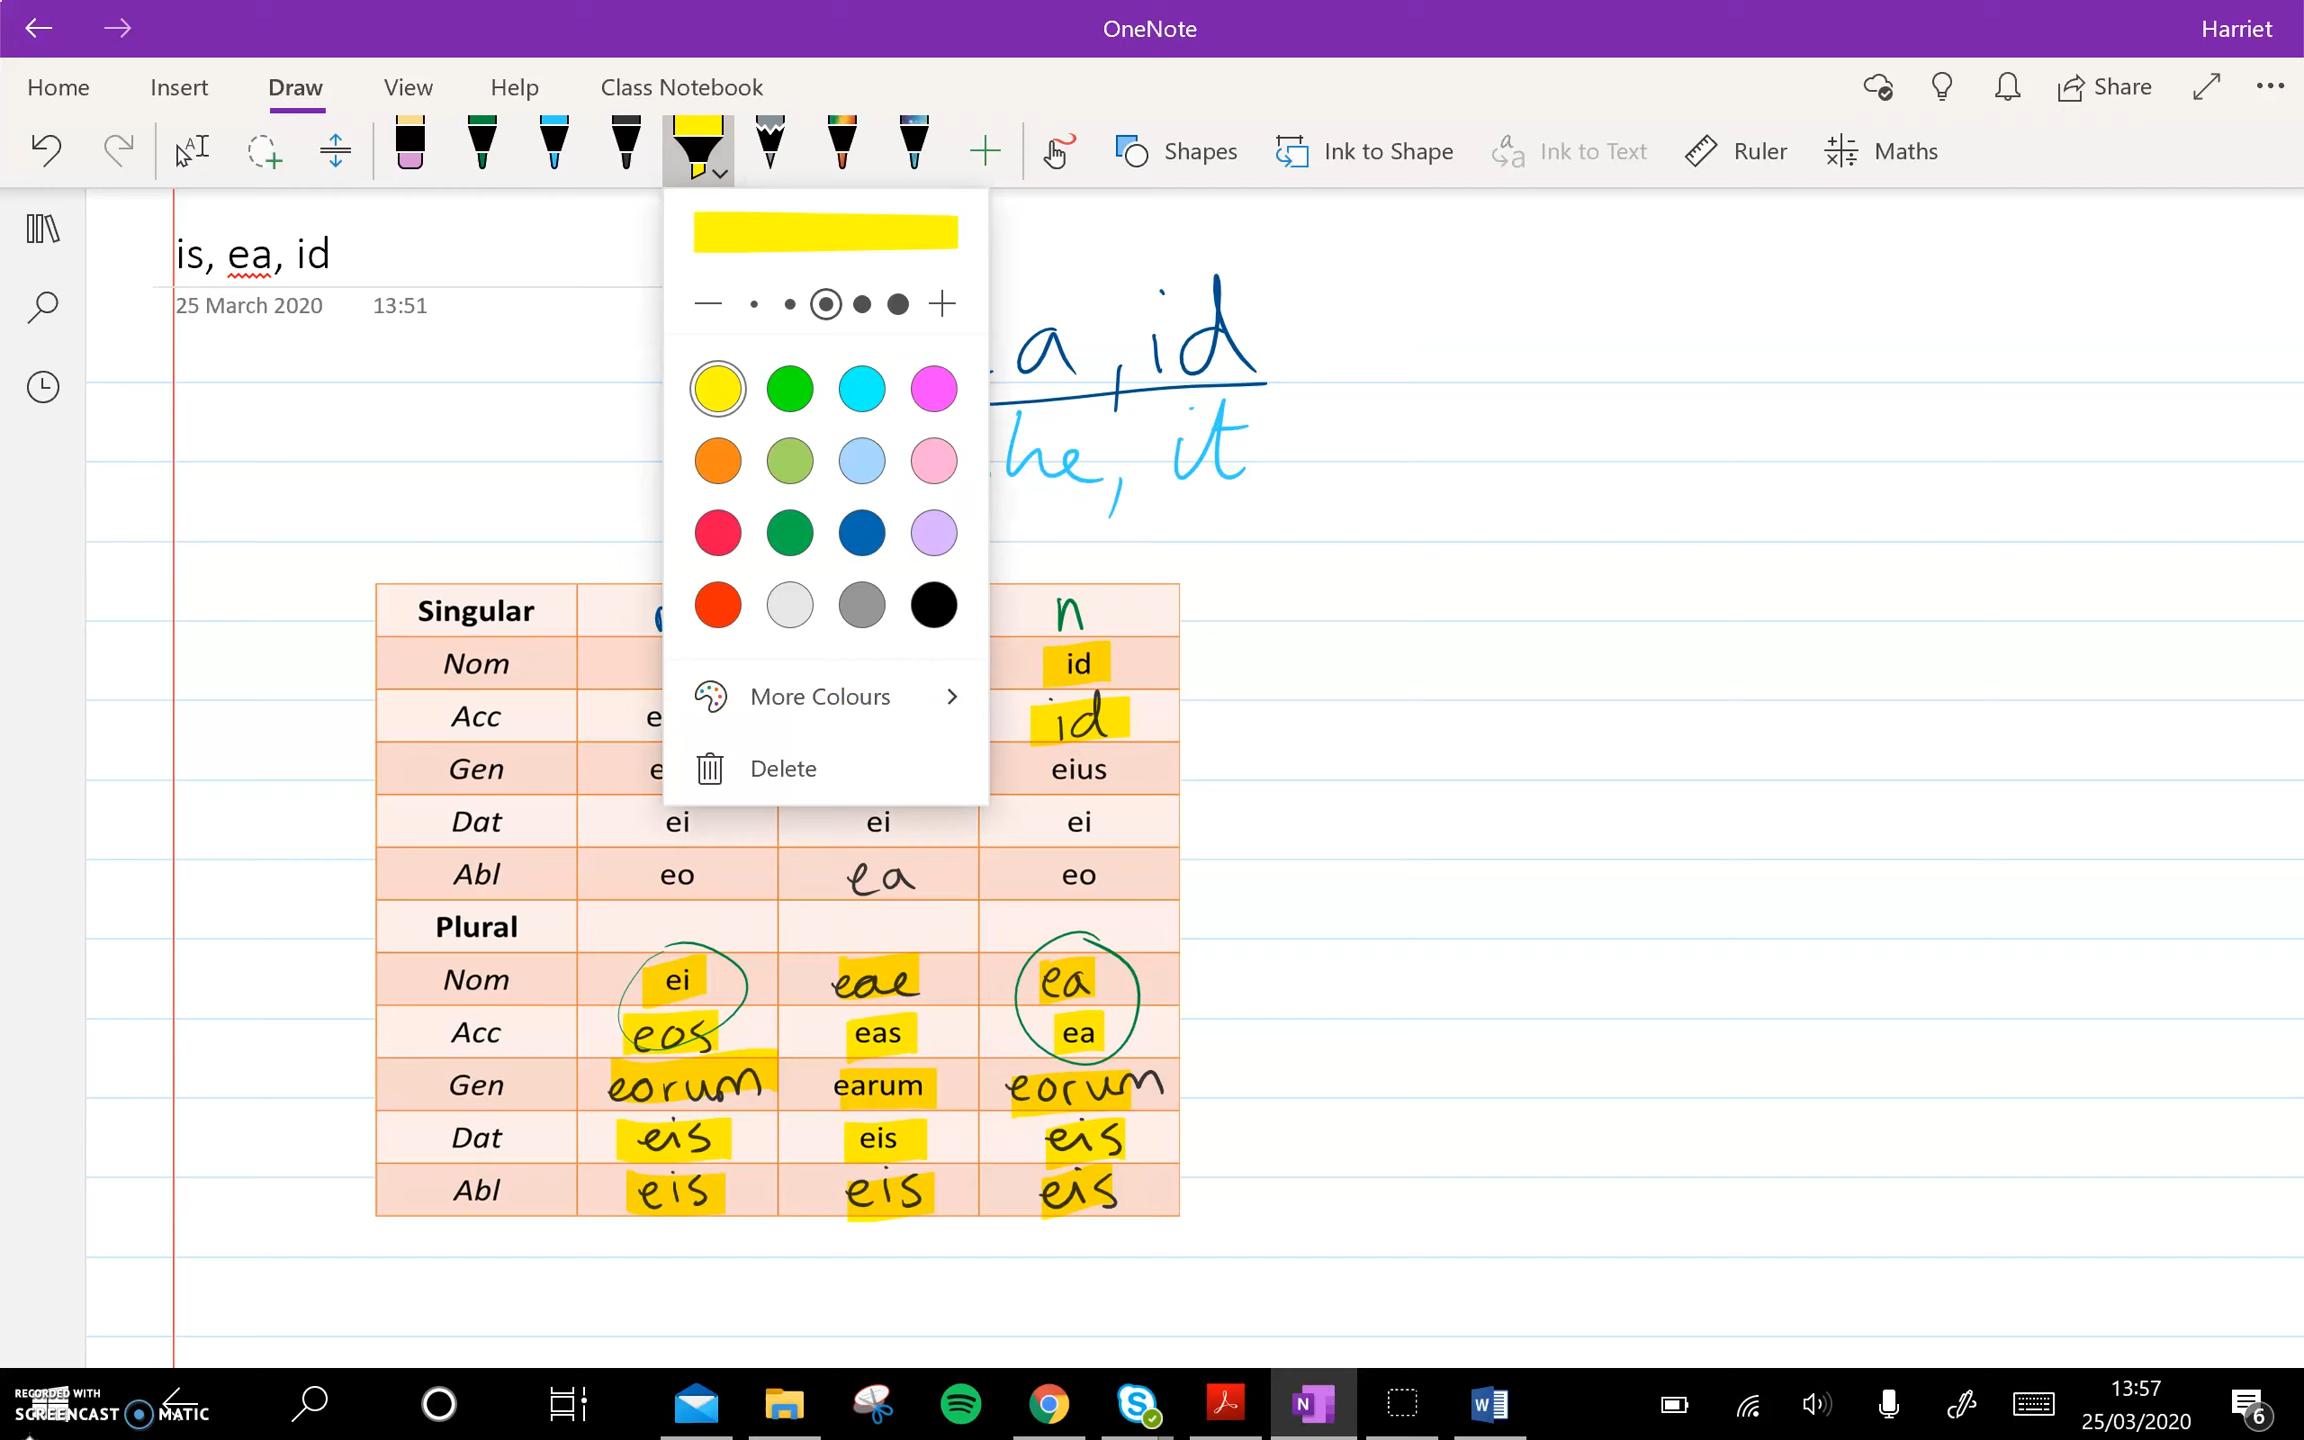 OneNote
Harriet
Home Insert Draw View Help Class Notebook Share
Shapes Ink to Shape Ink to Text Ruler Maths
is, ea, id
25 March 2020 13:51
a, id
he, it
Singular n
Nom id
Acc e id
Gen e eius
Dat ei ei ei
Abl eo ea eo
Plural
Nom ei eae ea
Acc eos eas ea
Gen eorum earum eorum
Dat eis eis eis
Abl eis eis eis
More Colours
Delete
RECORDED WITH
SCREENCAST MATIC
13:57
25/03/2020
6